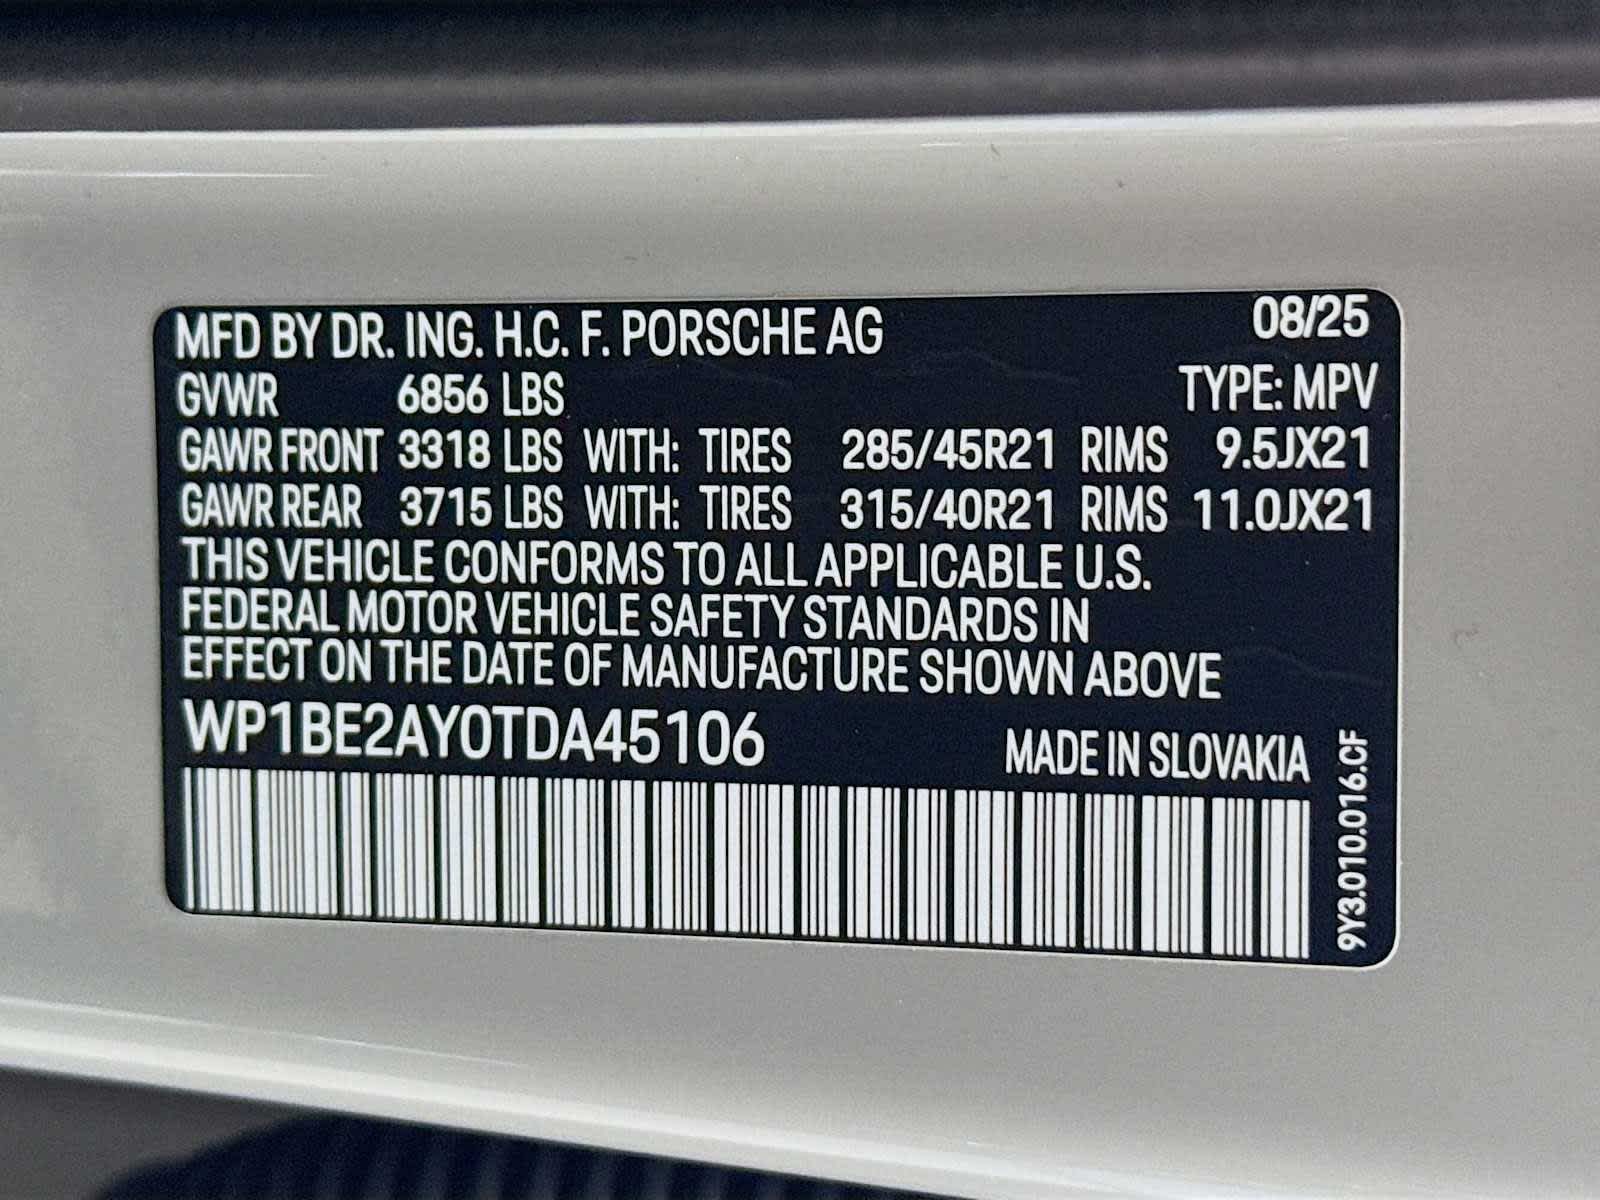 MFD BY DR. ING. H.C. F. PORSCHE AG 08/25
GVWR 6856 LBS TYPE: MPV
GAWR FRONT 3318 LBS WITH: TIRES 285/45R21 RIMS 9.5JX21
GAWR REAR 3715 LBS WITH: TIRES 315/40R21 RIMS 11.0JX21
THIS VEHICLE CONFORMS TO ALL APPLICABLE U.S.
FEDERAL MOTOR VEHICLE SAFETY STANDARDS IN
EFFECT ON THE DATE OF MANUFACTURE SHOWN ABOVE
WP1BE2AY0TDA45106 MADE IN SLOVAKIA
9Y3.010.016.CF